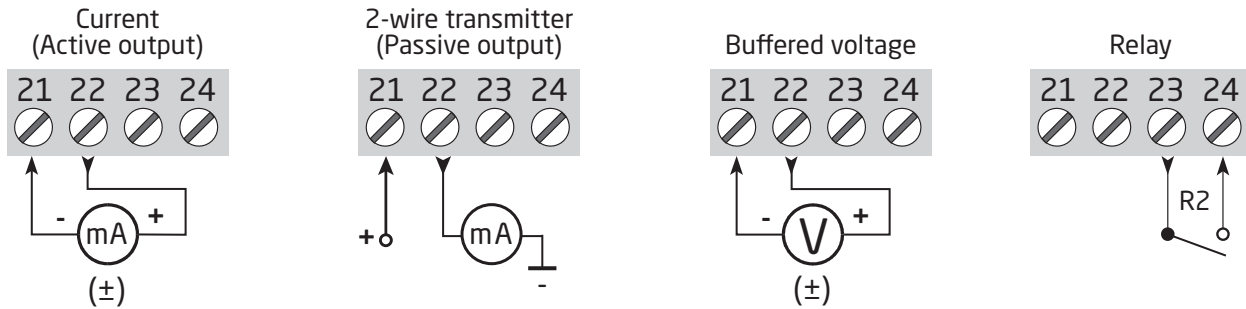 Current
(Active output)
21 22 23 24
- mA +
(±)
2-wire transmitter
(Passive output)
21 22 23 24
+ mA
-
Buffered voltage
21 22 23 24
- V +
(±)
Relay
21 22 23 24
R2